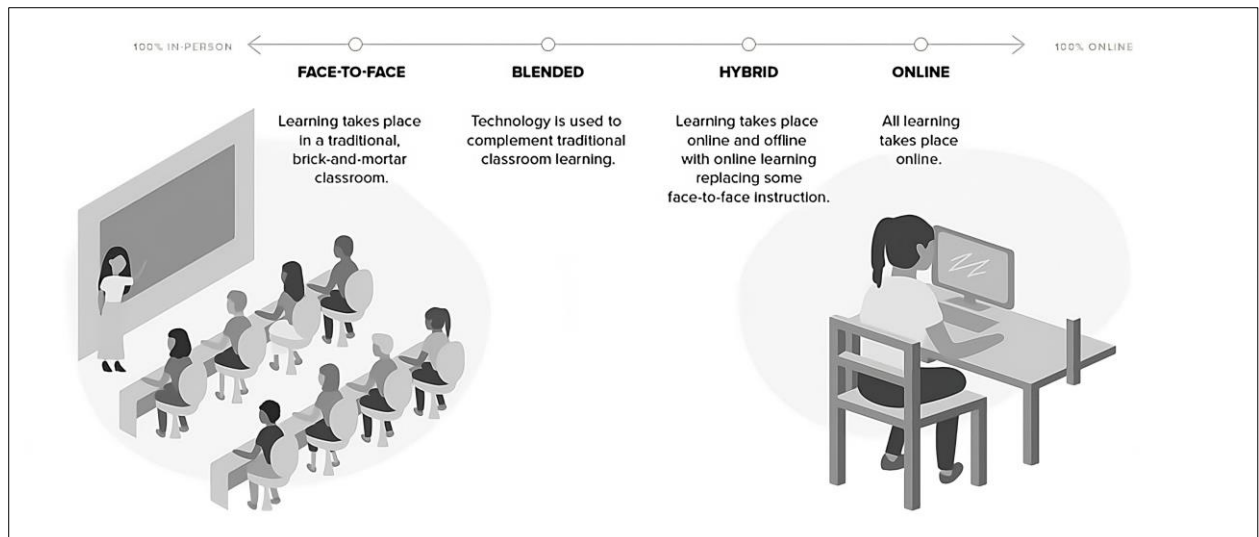 100% IN-PERSON
100% ONLINE
FACE-TO-FACE
BLENDED
HYBRID
ONLINE
Learning takes place
in a traditional,
brick-and-mortar
classroom.
Technology is used to
complement traditional
classroom learning.
Learning takes place
online and offline
with online learning
replacing some
face-to-face instruction.
All learning
takes place
online.